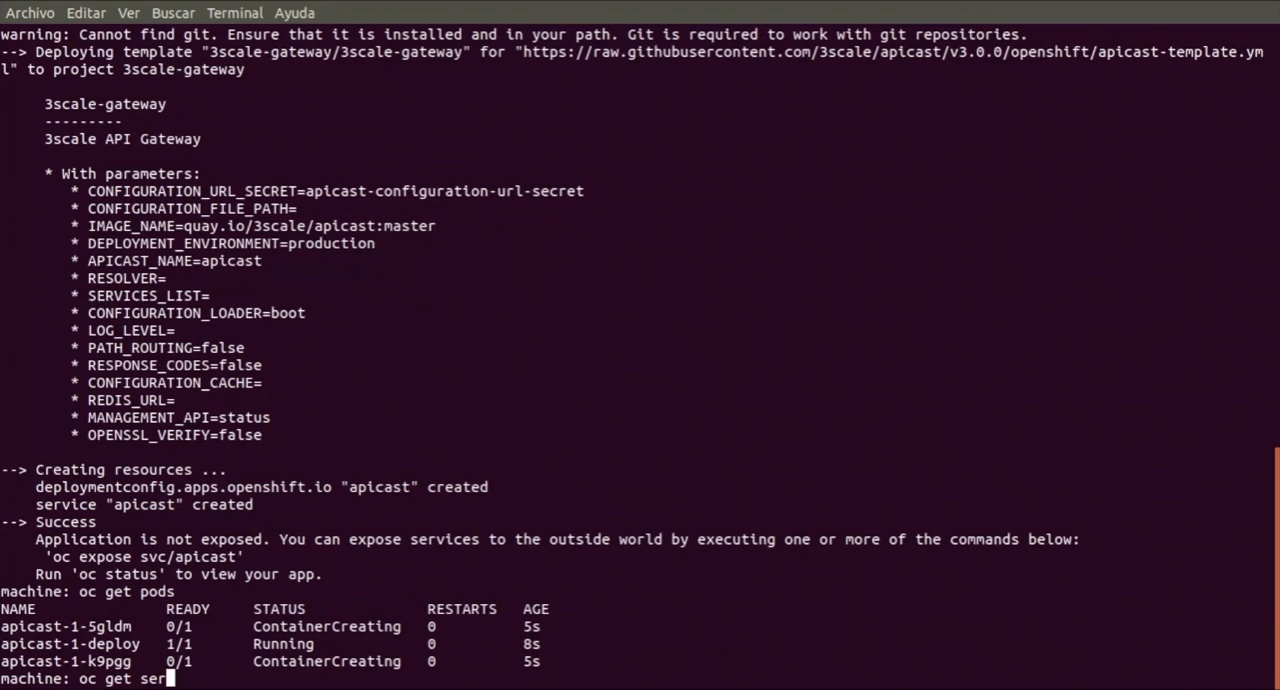 Archivo Editar Ver Buscar Terminal Ayuda
warning: Cannot find git. Ensure that it is installed and in your path. Git is required to work with git repositories.
--> Deploying template "3scale-gateway/3scale-gateway" for "https://raw.githubusercontent.com/3scale/apicast/v3.0.0/openshift/apicast-template.ym
l" to project 3scale-gateway
3scale-gateway
---------
3scale API Gateway
* With parameters:
* CONFIGURATION_URL_SECRET=apicast-configuration-url-secret
* CONFIGURATION_FILE_PATH=
* IMAGE_NAME=quay.io/3scale/apicast:master
* DEPLOYMENT_ENVIRONMENT=production
* APICAST_NAME=apicast
* RESOLVER=
* SERVICES_LIST=
* CONFIGURATION_LOADER=boot
* LOG_LEVEL=
* PATH_ROUTING=false
* RESPONSE_CODES=false
* CONFIGURATION_CACHE=
* REDIS_URL=
* MANAGEMENT_API=status
* OPENSSL_VERIFY=false
--> Creating resources ...
deploymentconfig.apps.openshift.io "apicast" created
service "apicast" created
--> Success
Application is not exposed. You can expose services to the outside world by executing one or more of the commands below:
'oc expose svc/apicast'
Run 'oc status' to view your app.
machine: oc get pods
NAME READY STATUS RESTARTS AGE
apicast-1-5gldm 0/1 ContainerCreating 0 5s
apicast-1-deploy 1/1 Running 0 8s
apicast-1-k9pgg 0/1 ContainerCreating 0 5s
machine: oc get ser